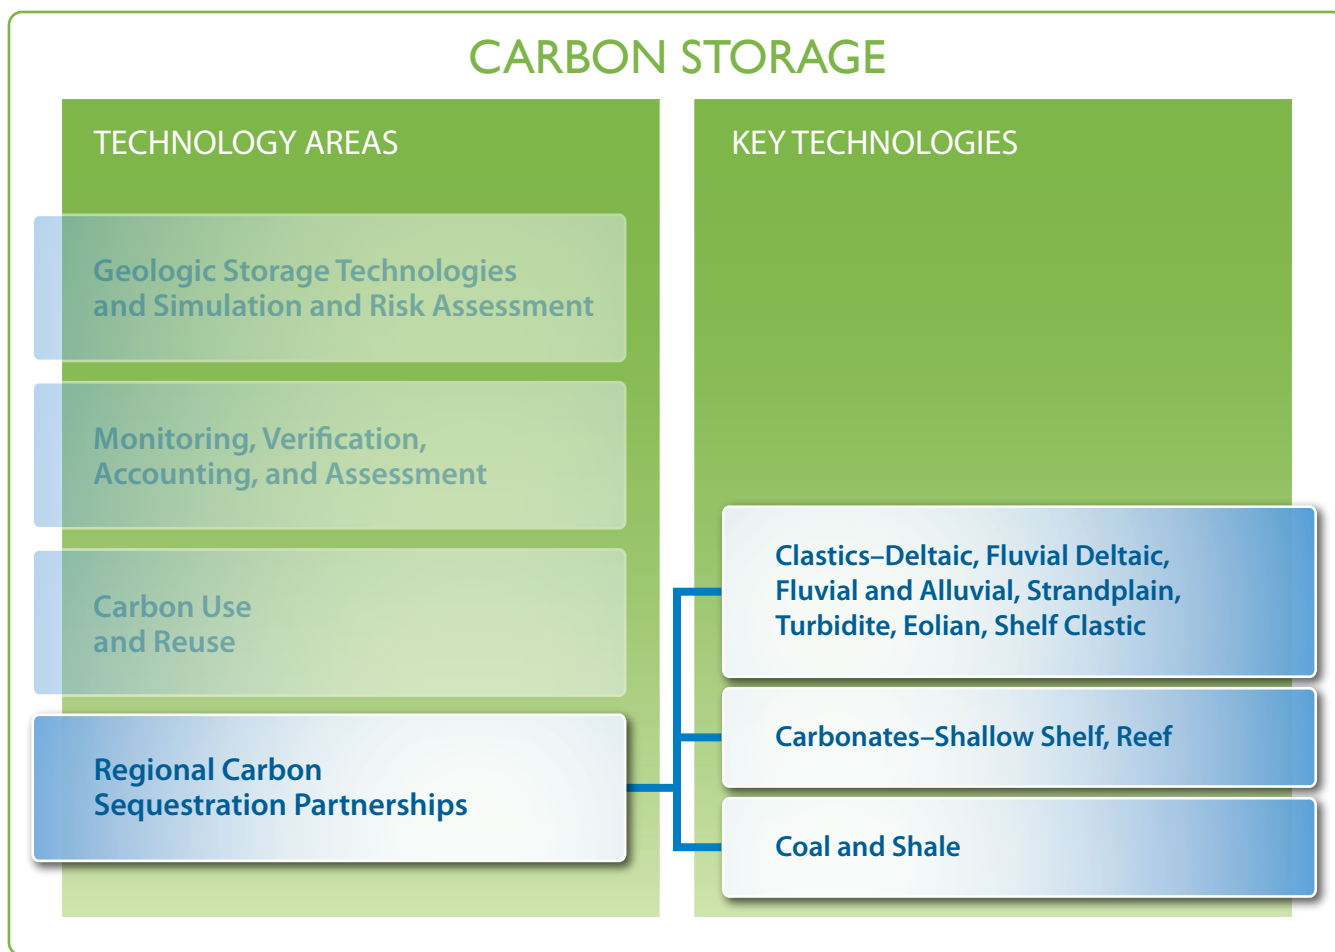 CARBON STORAGE
TECHNOLOGY AREAS
Geologic Storage Technologies
and Simulation and Risk Assessment
Monitoring, Verification,
Accounting, and Assessment
Carbon Use
and Reuse
Regional Carbon
Sequestration Partnerships
KEY TECHNOLOGIES
Clastics–Deltaic, Fluvial Deltaic,
Fluvial and Alluvial, Strandplain,
Turbidite, Eolian, Shelf Clastic
Carbonates–Shallow Shelf, Reef
Coal and Shale